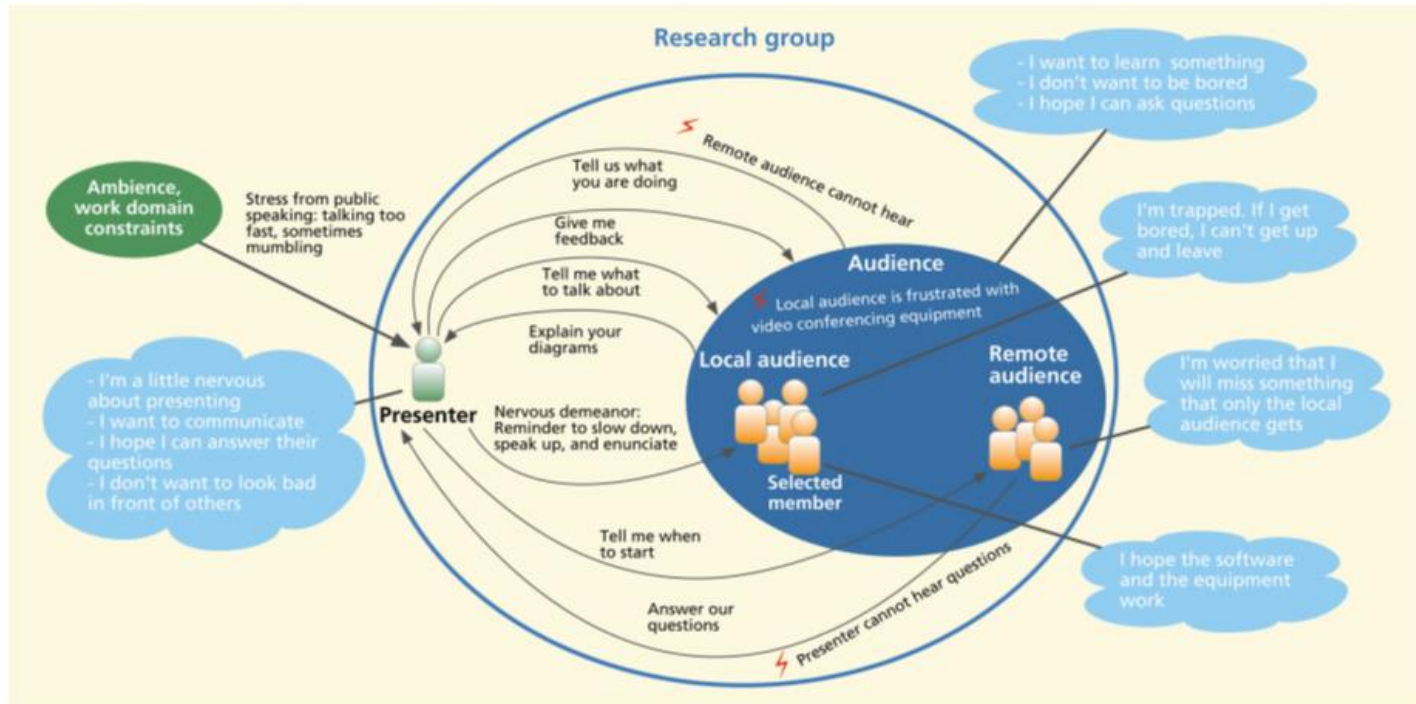 Research group
- I want to learn  something
- I don't want to be bored
- I hope I can ask questions
Ambience,
work domain
constraints
Stress from public
speaking: talking too
fast, sometimes
mumbling
Tell us what
you are doing
Remote audience cannot hear
Give me
feedback
Tell me what
to talk about
Explain your
diagrams
I'm trapped. If I get
bored, I can't get up
and leave
Audience
Local audience is frustrated with
video conferencing equipment
Local audience
Remote
audience
Selected
member
I'm worried that I
will miss something
that only the local
audience gets
- I'm a little nervous
about presenting
- I want to communicate
- I hope I can answer their
questions
- I don't want to look bad
in front of others
Presenter
Nervous demeanor:
Reminder to slow down,
speak up, and enunciate
Tell me when
to start
I hope the software
and the equipment
work
Answer our
questions
Presenter cannot hear questions